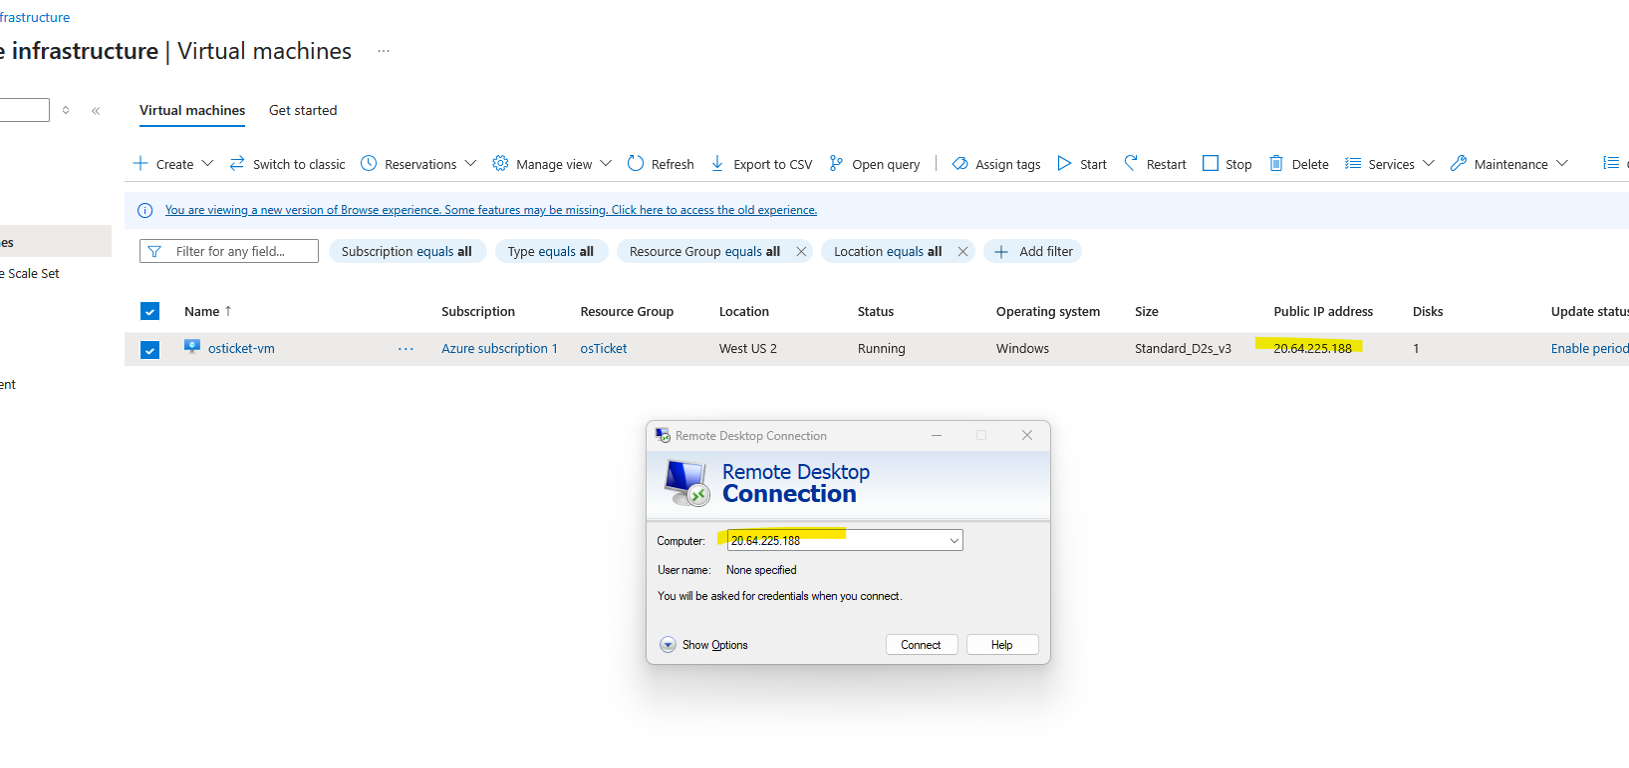 frastructure
e infrastructure | Virtual machines ...
Virtual machines Get started
Create Switch to classic Reservations Manage view Refresh Export to CSV Open query Assign tags Start Restart Stop Delete Services Maintenance
You are viewing a new version of Browse experience. Some features may be missing. Click here to access the old experience.
Filter for any field... Subscription equals all Type equals all Resource Group equals all Location equals all Add filter
es
e Scale Set
ent
Name ↑ Subscription Resource Group Location Status Operating system Size Public IP address Disks Update status
osticket-vm ... Azure subscription 1 osTicket West US 2 Running Windows Standard_D2s_v3 20.64.225.188 1 Enable period
Remote Desktop Connection
Remote Desktop
Connection
Computer: 20.64.225.188
User name: None specified
You will be asked for credentials when you connect.
Show Options Connect Help